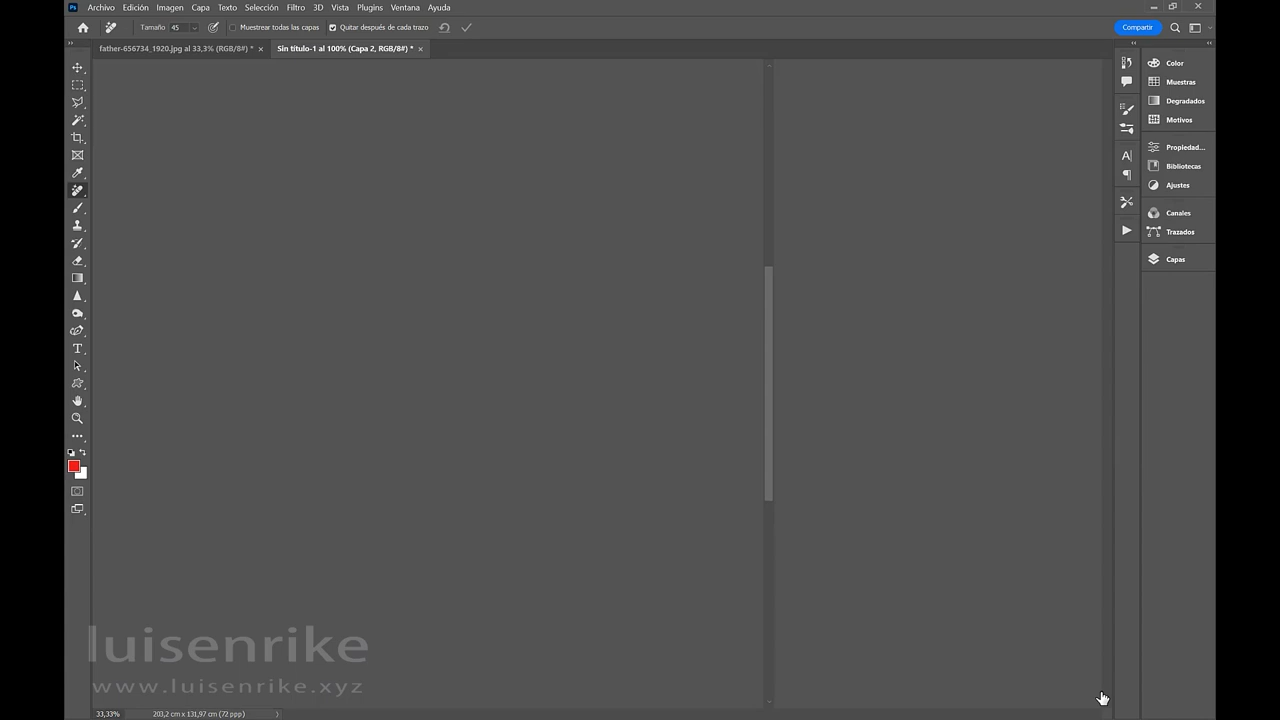 Ps Archivo Edición Imagen Capa Texto Selección Filtro 3D Vista Plugins Ventana Ayuda
Tamaño 45 Muestrear todas las capas Quitar después de cada trazo Compartir
father-656734_1920.jpg al 33,3% (RGB/8#) * × Sin título-1 al 100% (Capa 2, RGB/8#) * ×
Color
Muestras
Degradados
Motivos
Propiedad...
Bibliotecas
Ajustes
Canales
Trazados
Capas
luisenrike
www.luisenrike.xyz
33,33% 203,2 cm x 131,97 cm (72 ppp)